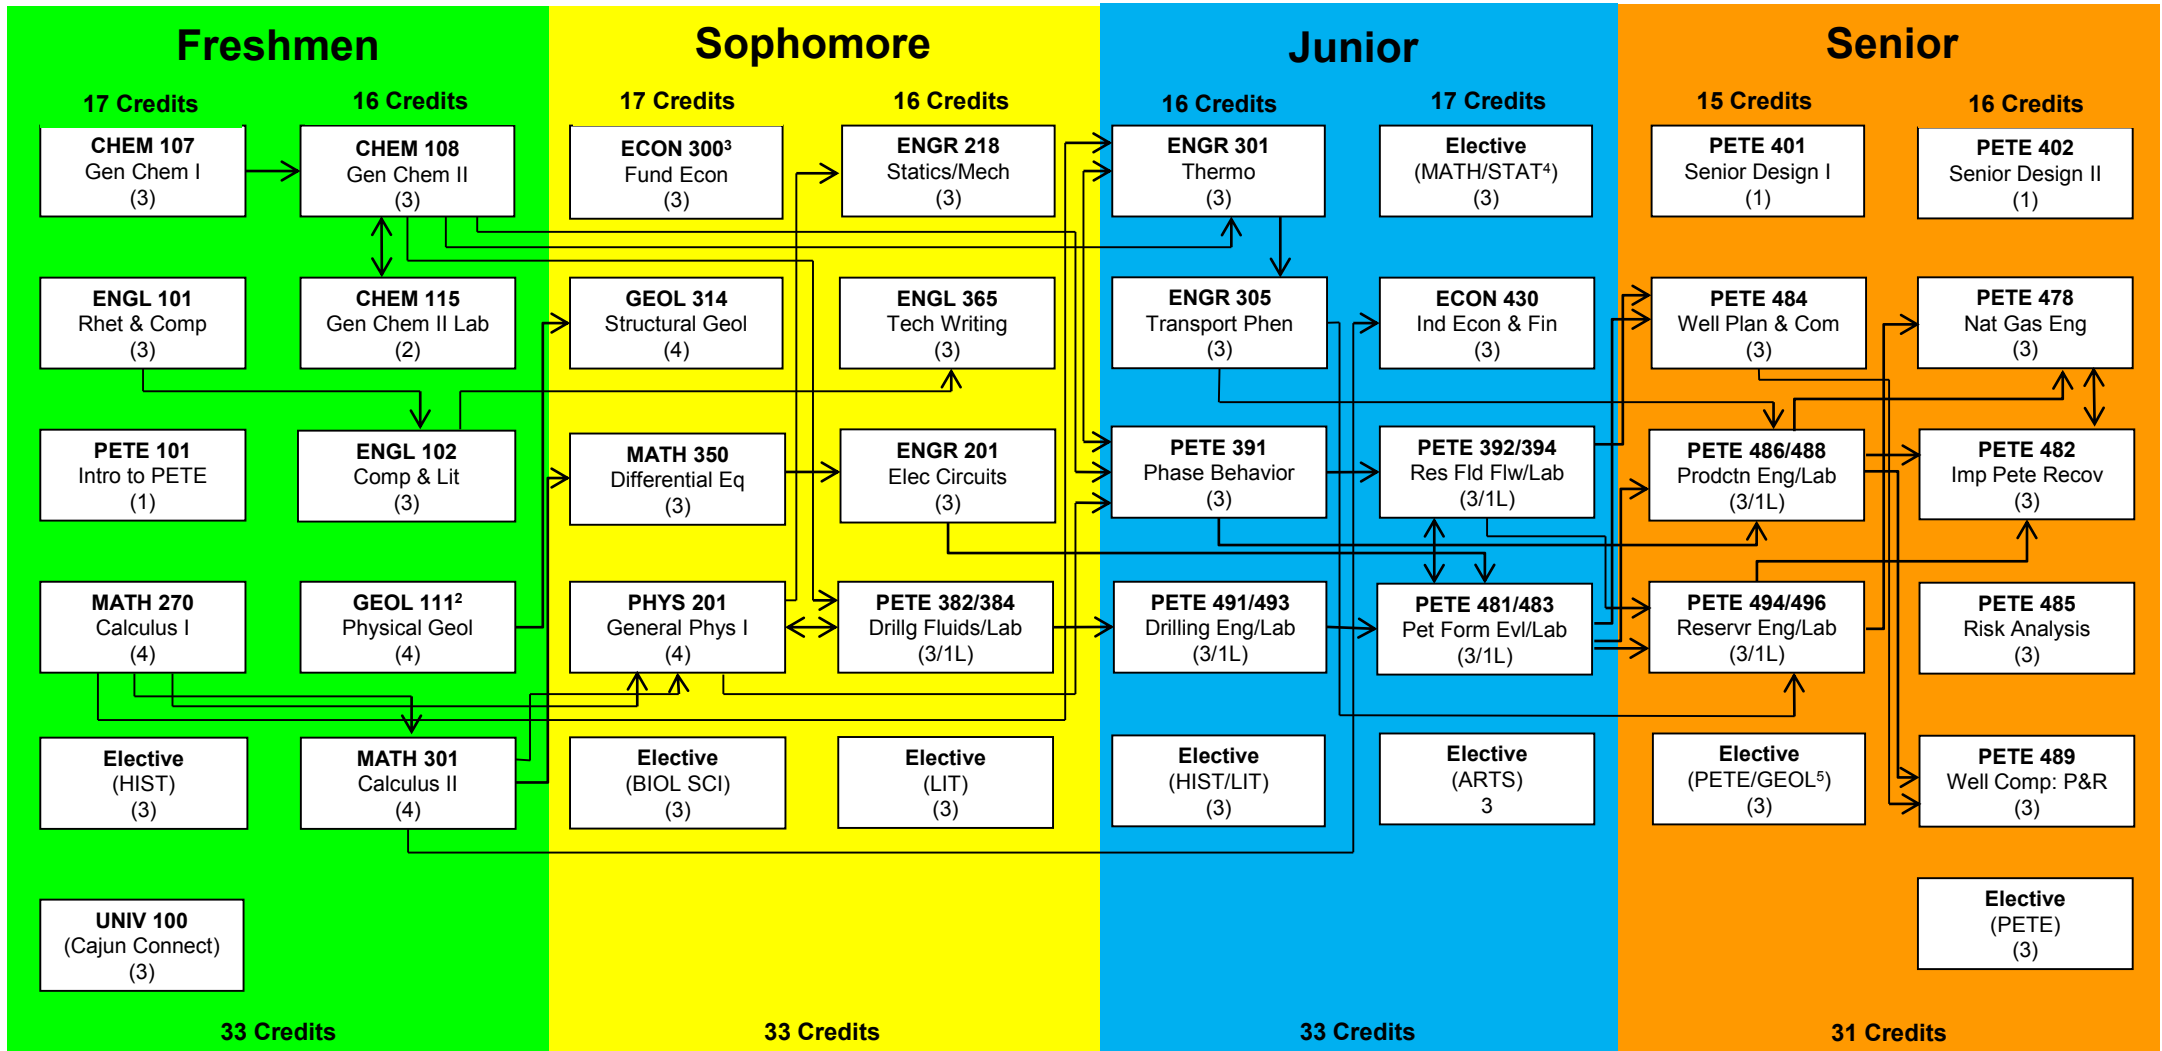 Freshmen
17 Credits
16 Credits
CHEM 107
Gen Chem I
(3)
CHEM 108
Gen Chem II
(3)
ENGL 101
Rhet & Comp
(3)
CHEM 115
Gen Chem II Lab
(2)
PETE 101
Intro to PETE
(1)
ENGL 102
Comp & Lit
(3)
MATH 270
Calculus I
(4)
GEOL 111²
Physical Geol
(4)
Elective
(HIST)
(3)
MATH 301
Calculus II
(4)
UNIV 100
(Cajun Connect)
(3)
33 Credits
Sophomore
17 Credits
16 Credits
ECON 300³
Fund Econ
(3)
ENGR 218
Statics/Mech
(3)
GEOL 314
Structural Geol
(4)
ENGL 365
Tech Writing
(3)
MATH 350
Differential Eq
(3)
ENGR 201
Elec Circuits
(3)
PHYS 201
General Phys I
(4)
PETE 382/384
Drillg Fluids/Lab
(3/1L)
Elective
(BIOL SCI)
(3)
Elective
(LIT)
(3)
33 Credits
Junior
16 Credits
17 Credits
ENGR 301
Thermo
(3)
Elective
(MATH/STAT⁴)
(3)
ENGR 305
Transport Phen
(3)
ECON 430
Ind Econ & Fin
(3)
PETE 391
Phase Behavior
(3)
PETE 392/394
Res Fld Flw/Lab
(3/1L)
PETE 491/493
Drilling Eng/Lab
(3/1L)
PETE 481/483
Pet Form Evl/Lab
(3/1L)
Elective
(HIST/LIT)
(3)
Elective
(ARTS)
3
33 Credits
Senior
15 Credits
16 Credits
PETE 401
Senior Design I
(1)
PETE 402
Senior Design II
(1)
PETE 484
Well Plan & Com
(3)
PETE 478
Nat Gas Eng
(3)
PETE 486/488
Prodctn Eng/Lab
(3/1L)
PETE 482
Imp Pete Recov
(3)
PETE 494/496
Reservr Eng/Lab
(3/1L)
PETE 485
Risk Analysis
(3)
Elective
(PETE/GEOL⁵)
(3)
PETE 489
Well Comp: P&R
(3)
Elective
(PETE)
(3)
31 Credits